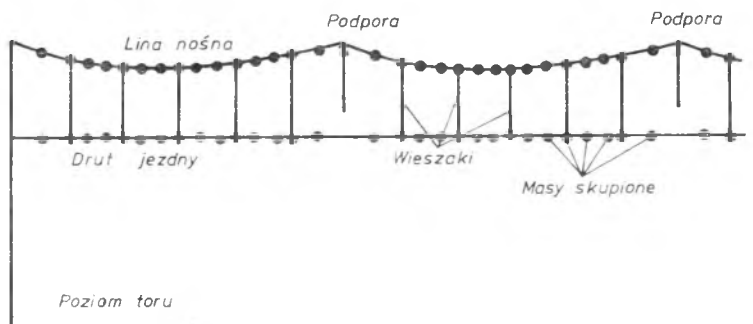 Podpora
Podpora
Lina nośna
Drut jezdny
Wieszaki
Masy skupione
Poziom toru